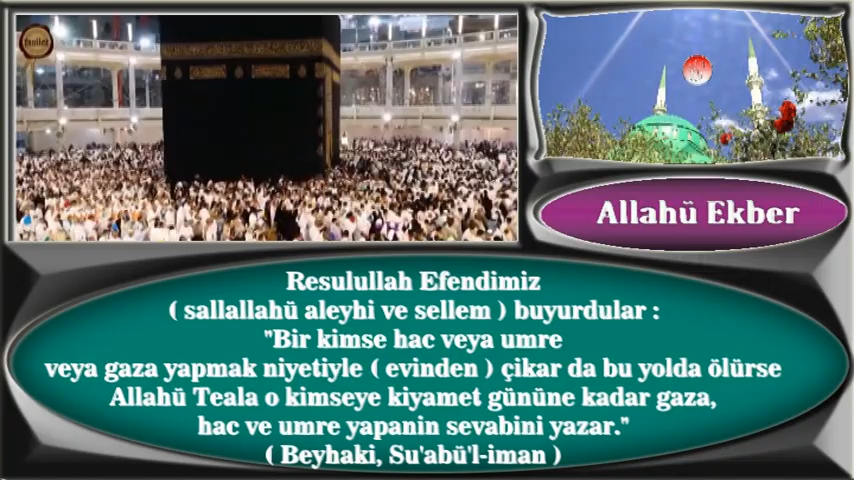 Allahü Ekber
Resulullah Efendimiz
( sallallahü aleyhi ve sellem ) buyurdular :
"Bir kimse hac veya umre
veya gaza yapmak niyetiyle ( evinden ) çikar da bu yolda ölürse
Allahü Teala o kimseye kiyamet gününe kadar gaza,
hac ve umre yapanin sevabini yazar."
( Beyhaki, Su'abü'l-iman )